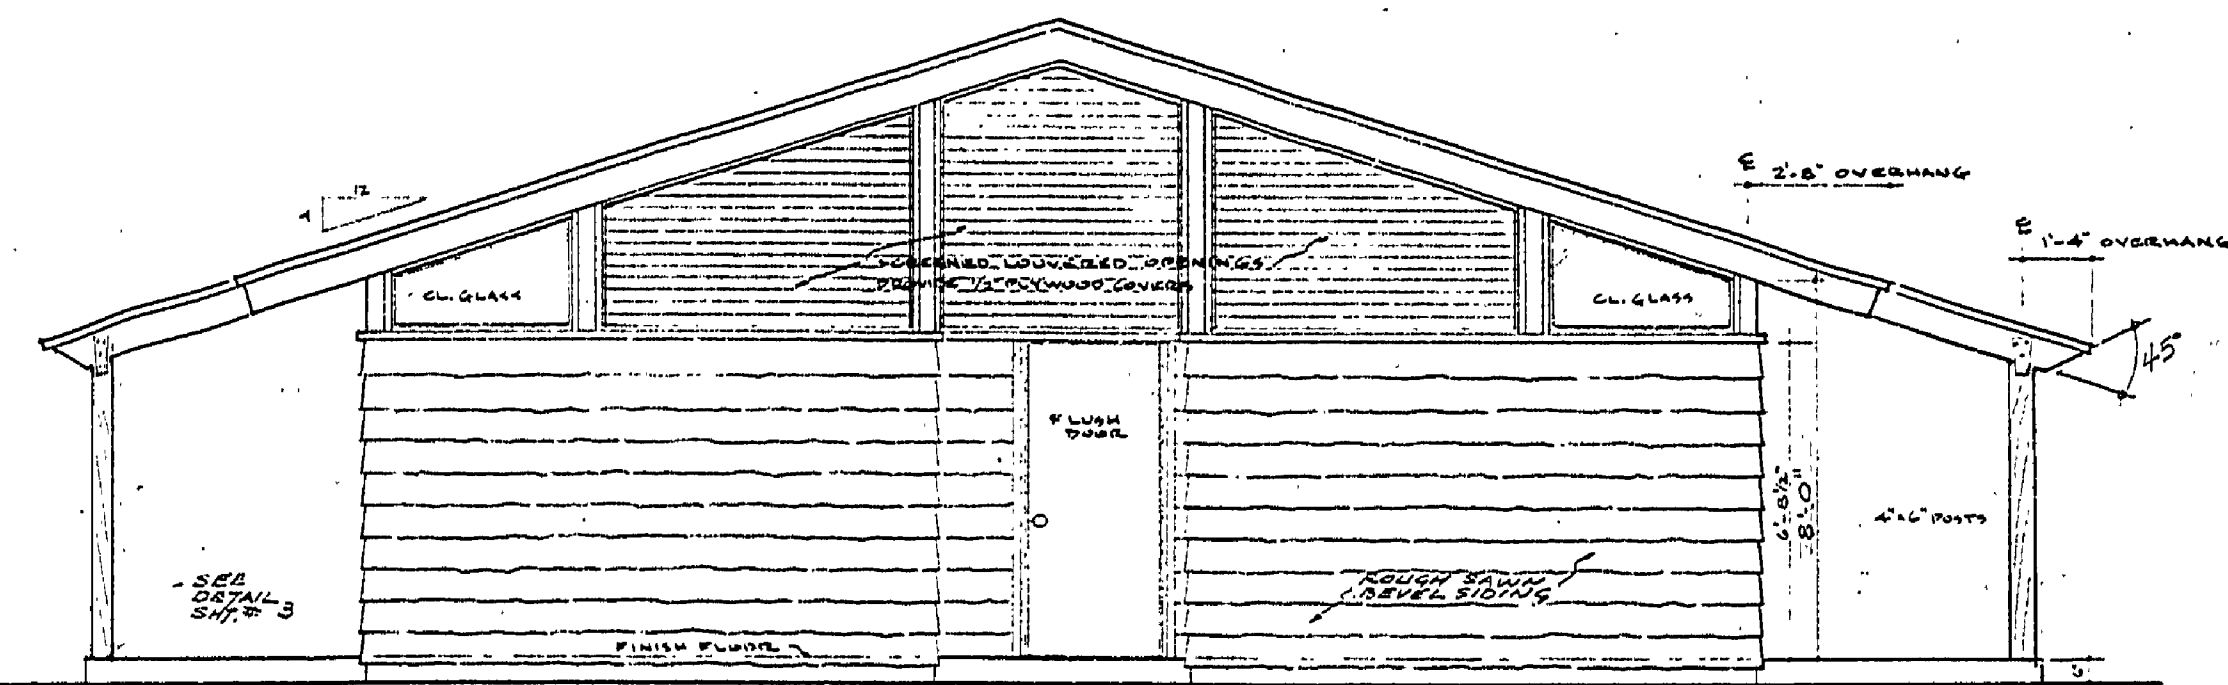 12
4
℄ 2'-8" OVERHANG
℄ 1'-4" OVERHANG
SCREENED LOUVERED OPENINGS
PROVIDE 1/2" PLYWOOD COVERS
CL. GLASS
CL. GLASS
45°
FLUSH
DOOR
6'-8 1/2"
8'-0"
4"x6" POSTS
SEE
DETAIL
SHT. # 3
ROUGH SAWN
BEVEL SIDING
FINISH FLOOR